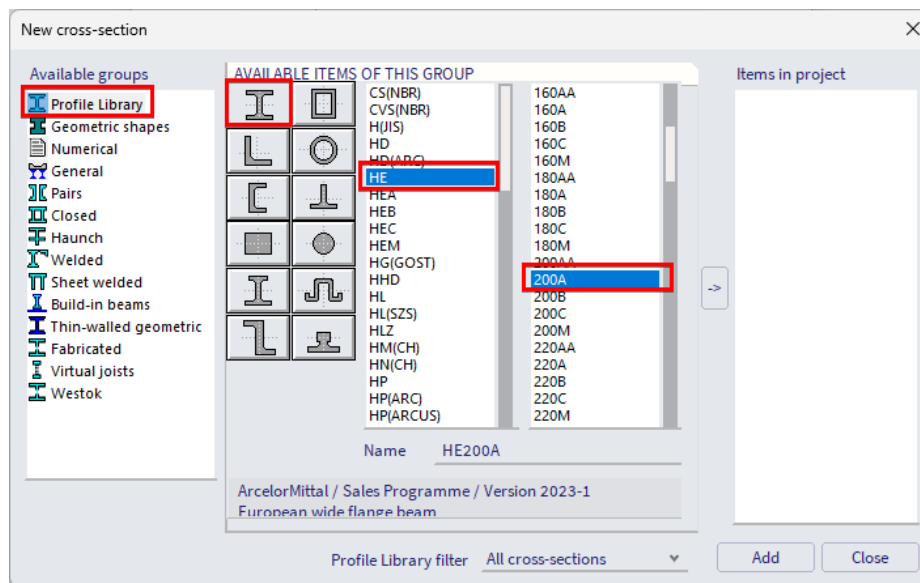 New cross-section
Available groups
Profile Library
Geometric shapes
Numerical
General
Pairs
Closed
Haunch
Welded
Sheet welded
Build-in beams
Thin-walled geometric
Fabricated
Virtual joists
Westok
AVAILABLE ITEMS OF THIS GROUP
CS(NBR)
CVS(NBR)
H(JIS)
HD
HD(ARC)
HE
HEA
HEB
HEC
HEM
HG(GOST)
HHD
HL
HL(SZS)
HLZ
HM(CH)
HN(CH)
HP
HP(ARC)
HP(ARCUS)
160AA
160A
160B
160C
160M
180AA
180A
180B
180C
180M
200AA
200A
200B
200C
200M
220AA
220A
220B
220C
220M
Name HE200A
ArcelorMittal / Sales Programme / Version 2023-1
European wide flange beam
Profile Library filter All cross-sections
Items in project
->
Add
Close